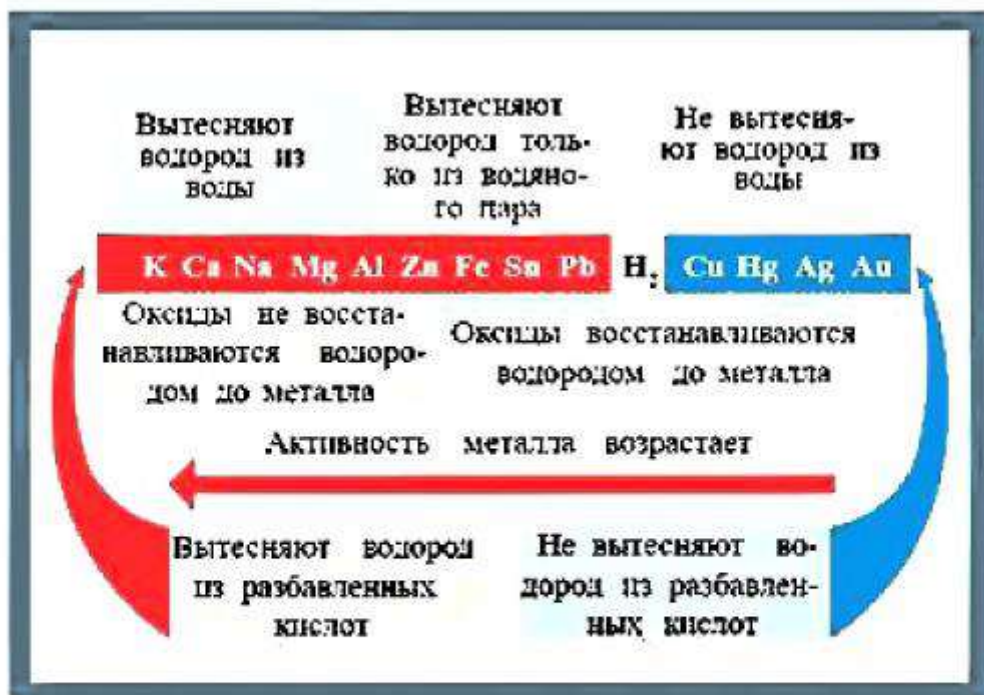 Вытесняют
водород из
воды
Вытесняют
водород толь-
ко из водяно-
го пара
Не вытесня-
ют водород из
воды
K Ca Na Mg Al Zn Fe Sn Pb H₂ Cu Hg Ag Au
Оксиды не восста-
навливаются водоро-
дом до металла
Оксиды восстанавливаются
водородом до металла
Активность металла возрастает
Вытесняют водород
из разбавленных
кислот
Не вытесняют во-
дород из разбавлен-
ных кислот